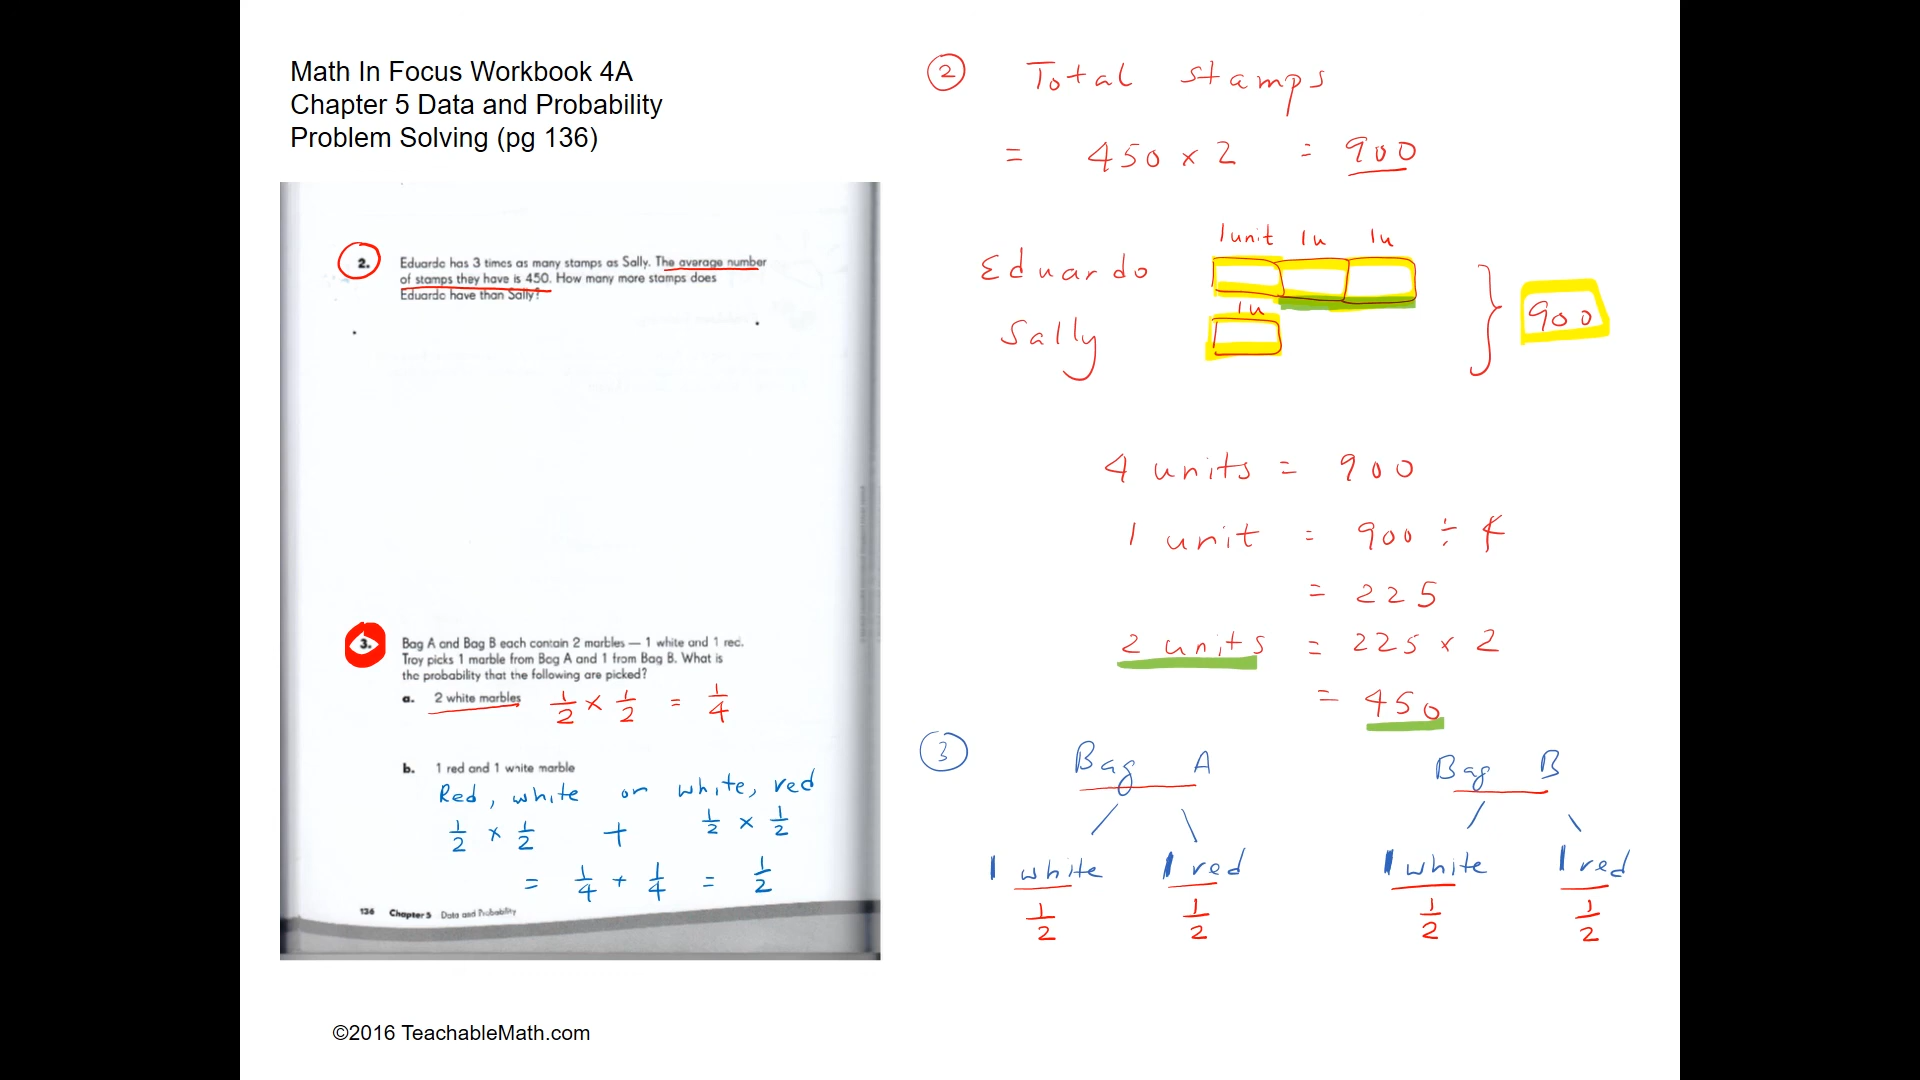 Math In Focus Workbook 4A
Chapter 5 Data and Probability
Problem Solving (pg 136)
2. Eduardo has 3 times as many stamps as Sally. The average number
of stamps they have is 450. How many more stamps does
Eduardo have than Sally?
3. Bag A and Bag B each contain 2 marbles — 1 white and 1 red.
Troy picks 1 marble from Bag A and 1 from Bag B. What is
the probability that the following are picked?
a. 2 white marbles 1/2 × 1/2 = 1/4
b. 1 red and 1 white marble
Red, white or white, red
1/2 × 1/2 + 1/2 × 1/2
= 1/4 + 1/4 = 1/2
136 Chapter 5 Data and Probability
2 Total stamps
= 450 × 2 = 900
1 unit 1u 1u
Eduardo
1u
Sally
900
4 units = 900
1 unit = 900 ÷ 4
= 225
2 units = 225 × 2
= 450
3 Bag A Bag B
1 white 1 red 1 white 1 red
1/2 1/2 1/2 1/2
©2016 TeachableMath.com